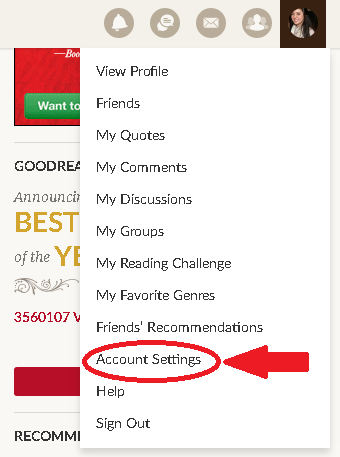 —Boo
Want to
View Profile
Friends
My Quotes
My Comments
GOODREA
Announcin
My Discussions
BEST
My Groups
of the YE
My Reading Challenge
My Favorite Genres
3560107 V
Friends' Recommendations
Account Settings
Help
Sign Out
RECOMM